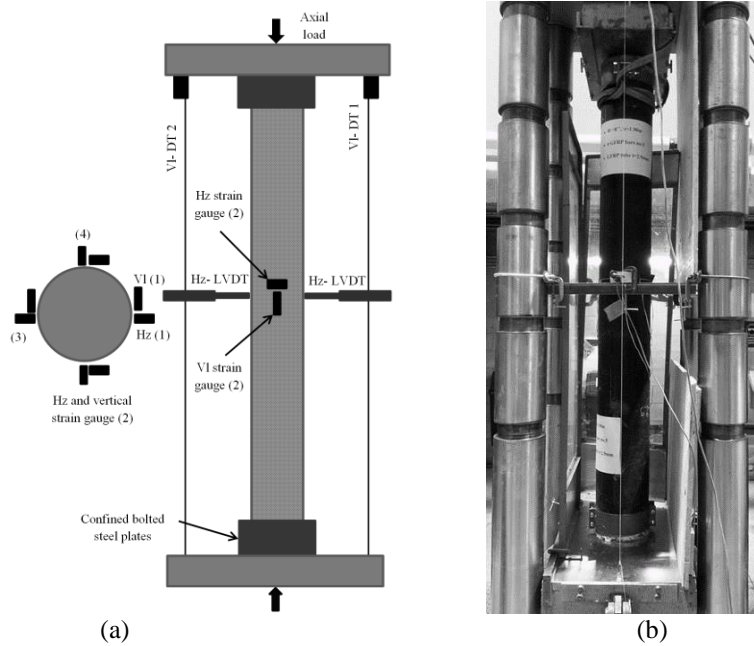 Axial
load
Vl- DT 2
Vl- DT 1
Hz strain
gauge (2)
(4)
Vl (1)
Hz- LVDT
Hz- LVDT
(3)
Hz (1)
Vl strain
gauge (2)
Hz and vertical
strain gauge (2)
Confined bolted
steel plates
(a)
(b)